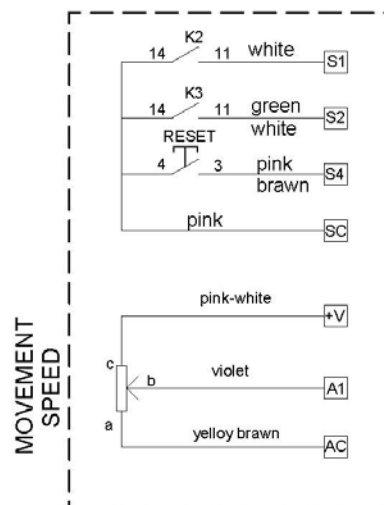 K2
14 11 white S1
K3
14 11 green white S2
RESET
4 3 pink brawn S4
pink SC
MOVEMENT SPEED
pink-white +V
c
b violet A1
a
yelloy brawn AC